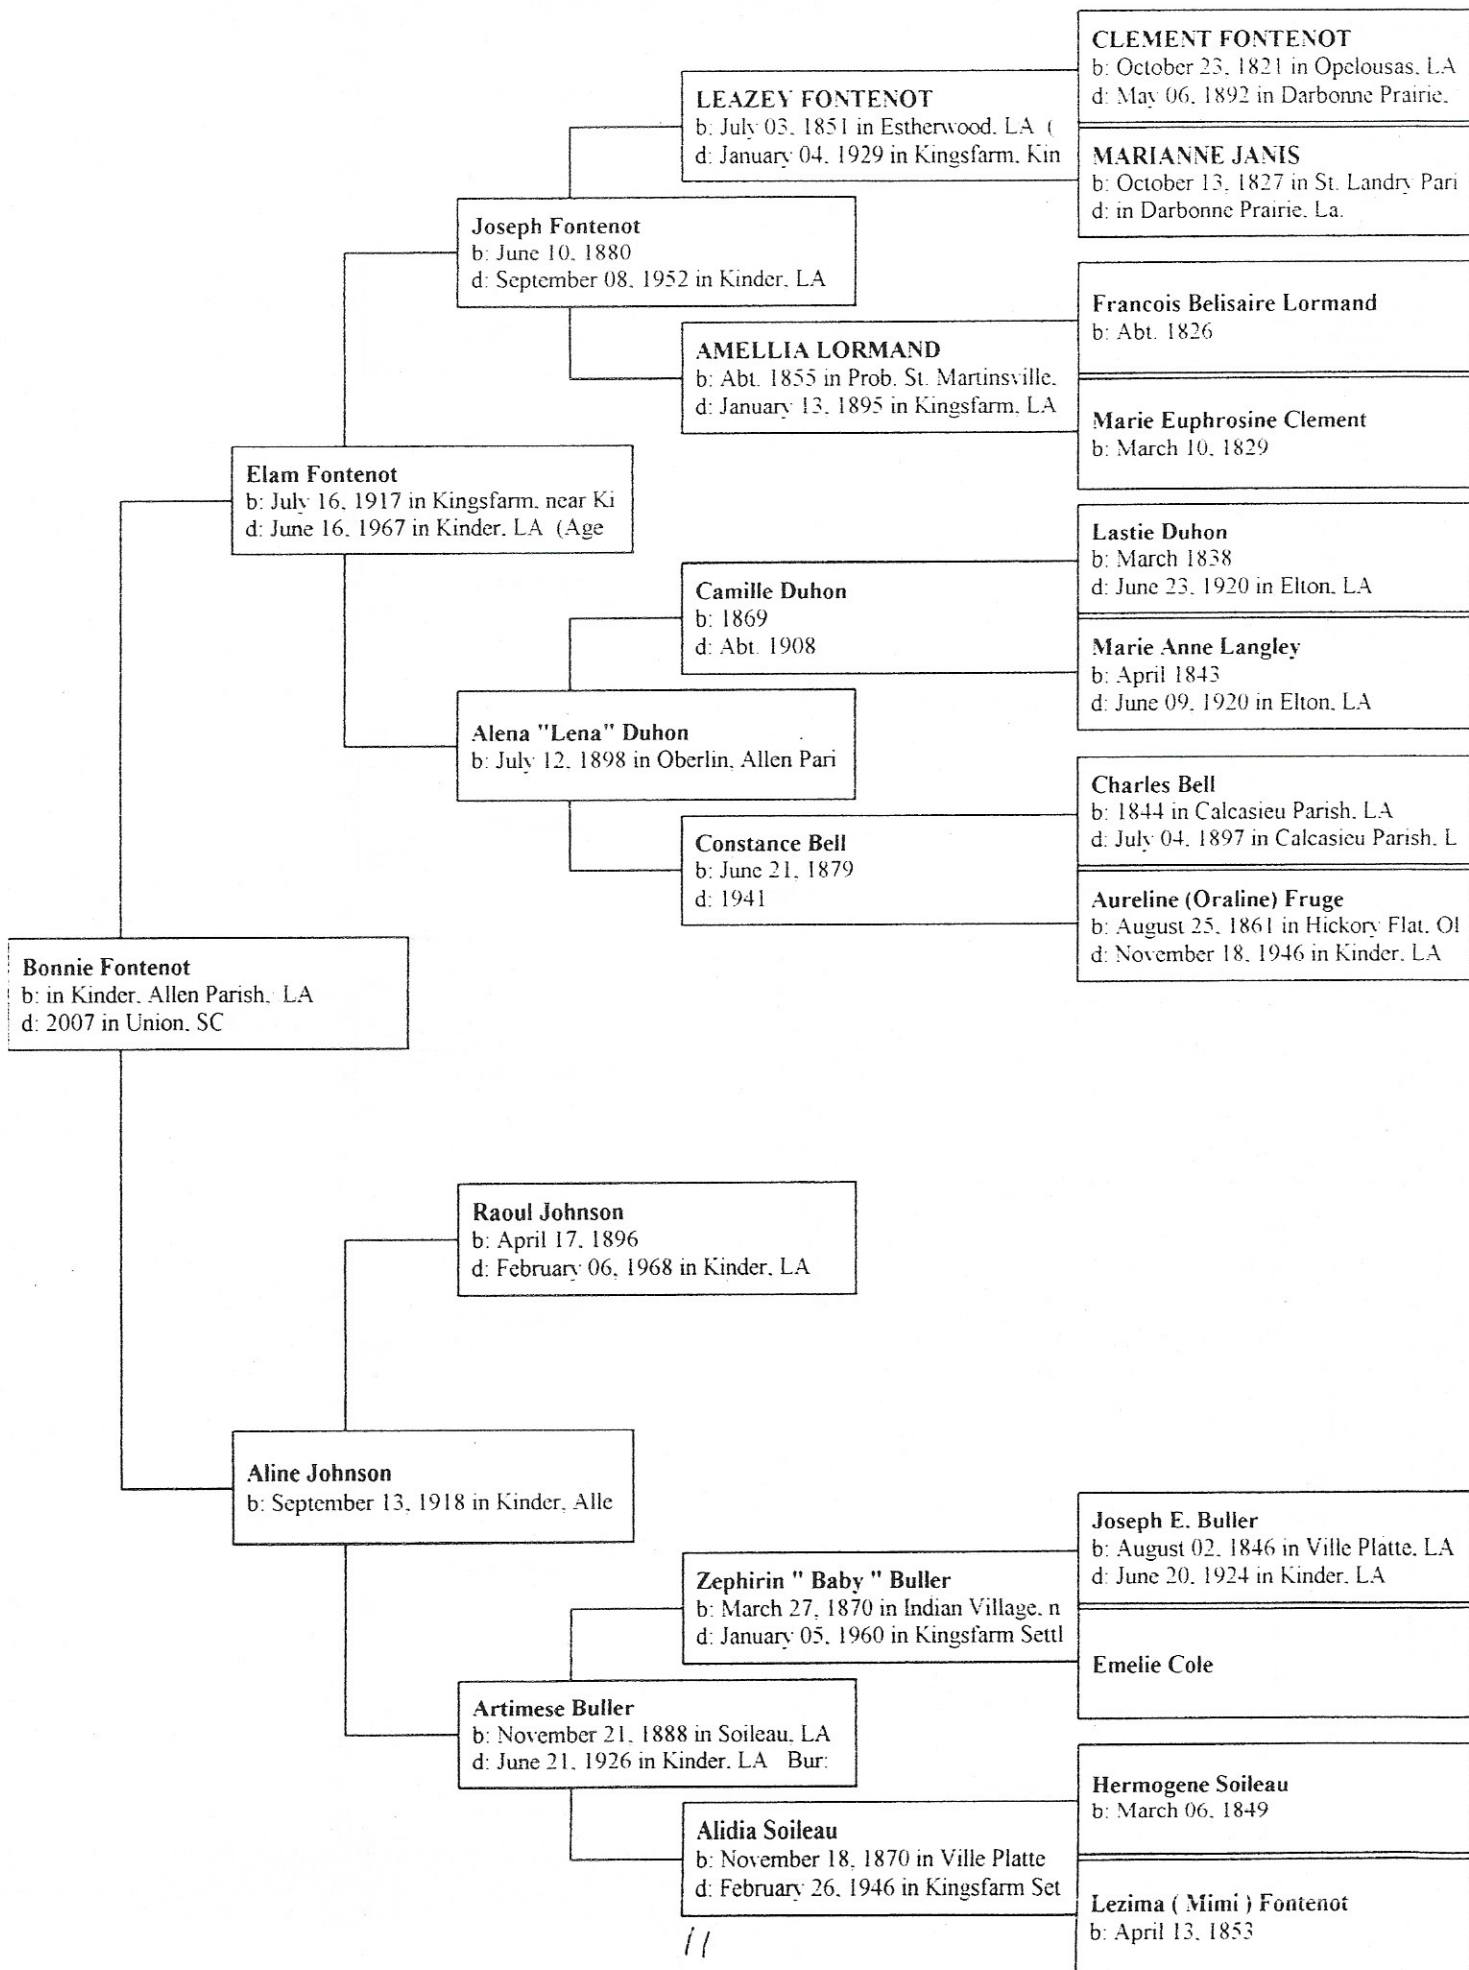 CLEMENT FONTENOT
b: October 23, 1821 in Opelousas, LA
d: May 06, 1892 in Darbonne Prairie,
LEAZEY FONTENOT
b: July 03, 1851 in Estherwood, LA (
d: January 04, 1929 in Kingsfarm, Kin
MARIANNE JANIS
b: October 13, 1827 in St. Landry Pari
d: in Darbonne Prairie, La.
Joseph Fontenot
b: June 10, 1880
d: September 08, 1952 in Kinder, LA
Francois Belisaire Lormand
b: Abt. 1826
AMELLIA LORMAND
b: Abt. 1855 in Prob. St. Martinsville,
d: January 13, 1895 in Kingsfarm, LA
Marie Euphrosine Clement
b: March 10, 1829
Elam Fontenot
b: July 16, 1917 in Kingsfarm, near Ki
d: June 16, 1967 in Kinder, LA (Age
Lastie Duhon
b: March 1838
d: June 23, 1920 in Elton, LA
Camille Duhon
b: 1869
d: Abt. 1908
Marie Anne Langley
b: April 1843
d: June 09, 1920 in Elton, LA
Alena "Lena" Duhon
b: July 12, 1898 in Oberlin, Allen Pari
Charles Bell
b: 1844 in Calcasieu Parish, LA
d: July 04, 1897 in Calcasieu Parish, L
Constance Bell
b: June 21, 1879
d: 1941
Aureline (Oraline) Fruge
b: August 25, 1861 in Hickory Flat, Ol
d: November 18, 1946 in Kinder, LA
Bonnie Fontenot
b: in Kinder, Allen Parish, LA
d: 2007 in Union, SC
Raoul Johnson
b: April 17, 1896
d: February 06, 1968 in Kinder, LA
Aline Johnson
b: September 13, 1918 in Kinder, Alle
Joseph E. Buller
b: August 02, 1846 in Ville Platte, LA
d: June 20, 1924 in Kinder, LA
Zephirin " Baby " Buller
b: March 27, 1870 in Indian Village, n
d: January 05, 1960 in Kingsfarm Settl
Emelie Cole
Artimese Buller
b: November 21, 1888 in Soileau, LA
d: June 21, 1926 in Kinder, LA Bur:
Hermogene Soileau
b: March 06, 1849
Alidia Soileau
b: November 18, 1870 in Ville Platte
d: February 26, 1946 in Kingsfarm Set
Lezima ( Mimi ) Fontenot
b: April 13, 1853